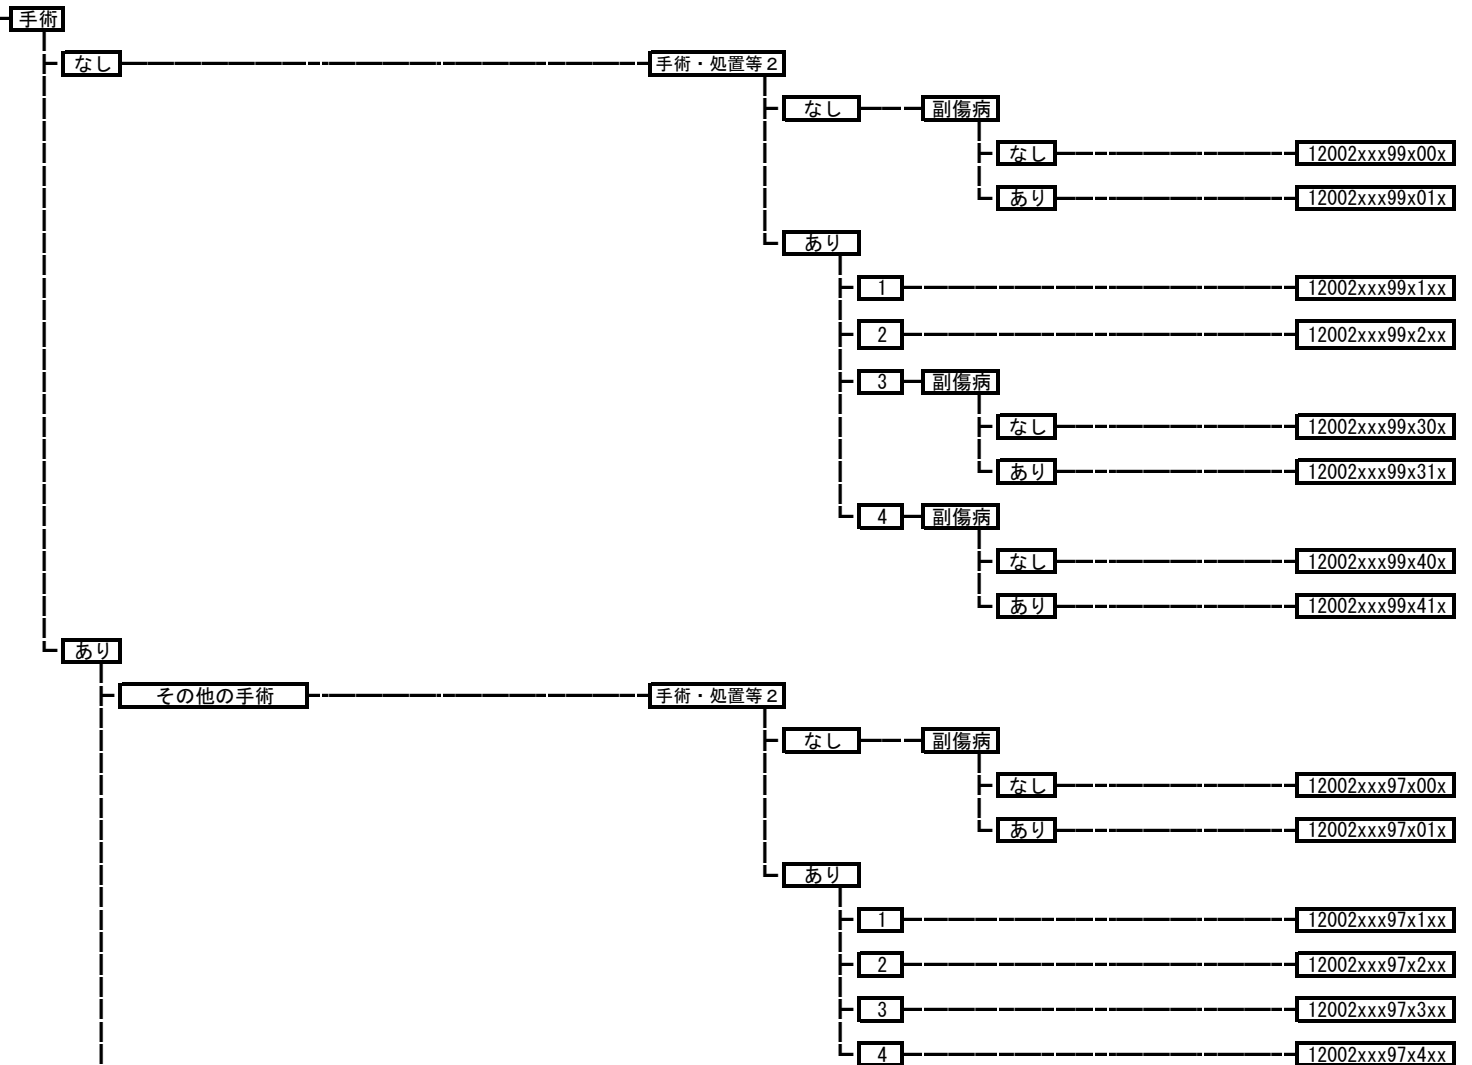 手術
なし 手術・処置等2
なし 副傷病
なし 12002xxx99x00x
あり 12002xxx99x01x
あり
1 12002xxx99x1xx
2 12002xxx99x2xx
3 副傷病
なし 12002xxx99x30x
あり 12002xxx99x31x
4 副傷病
なし 12002xxx99x40x
あり 12002xxx99x41x
あり
その他の手術 手術・処置等2
なし 副傷病
なし 12002xxx97x00x
あり 12002xxx97x01x
あり
1 12002xxx97x1xx
2 12002xxx97x2xx
3 12002xxx97x3xx
4 12002xxx97x4xx